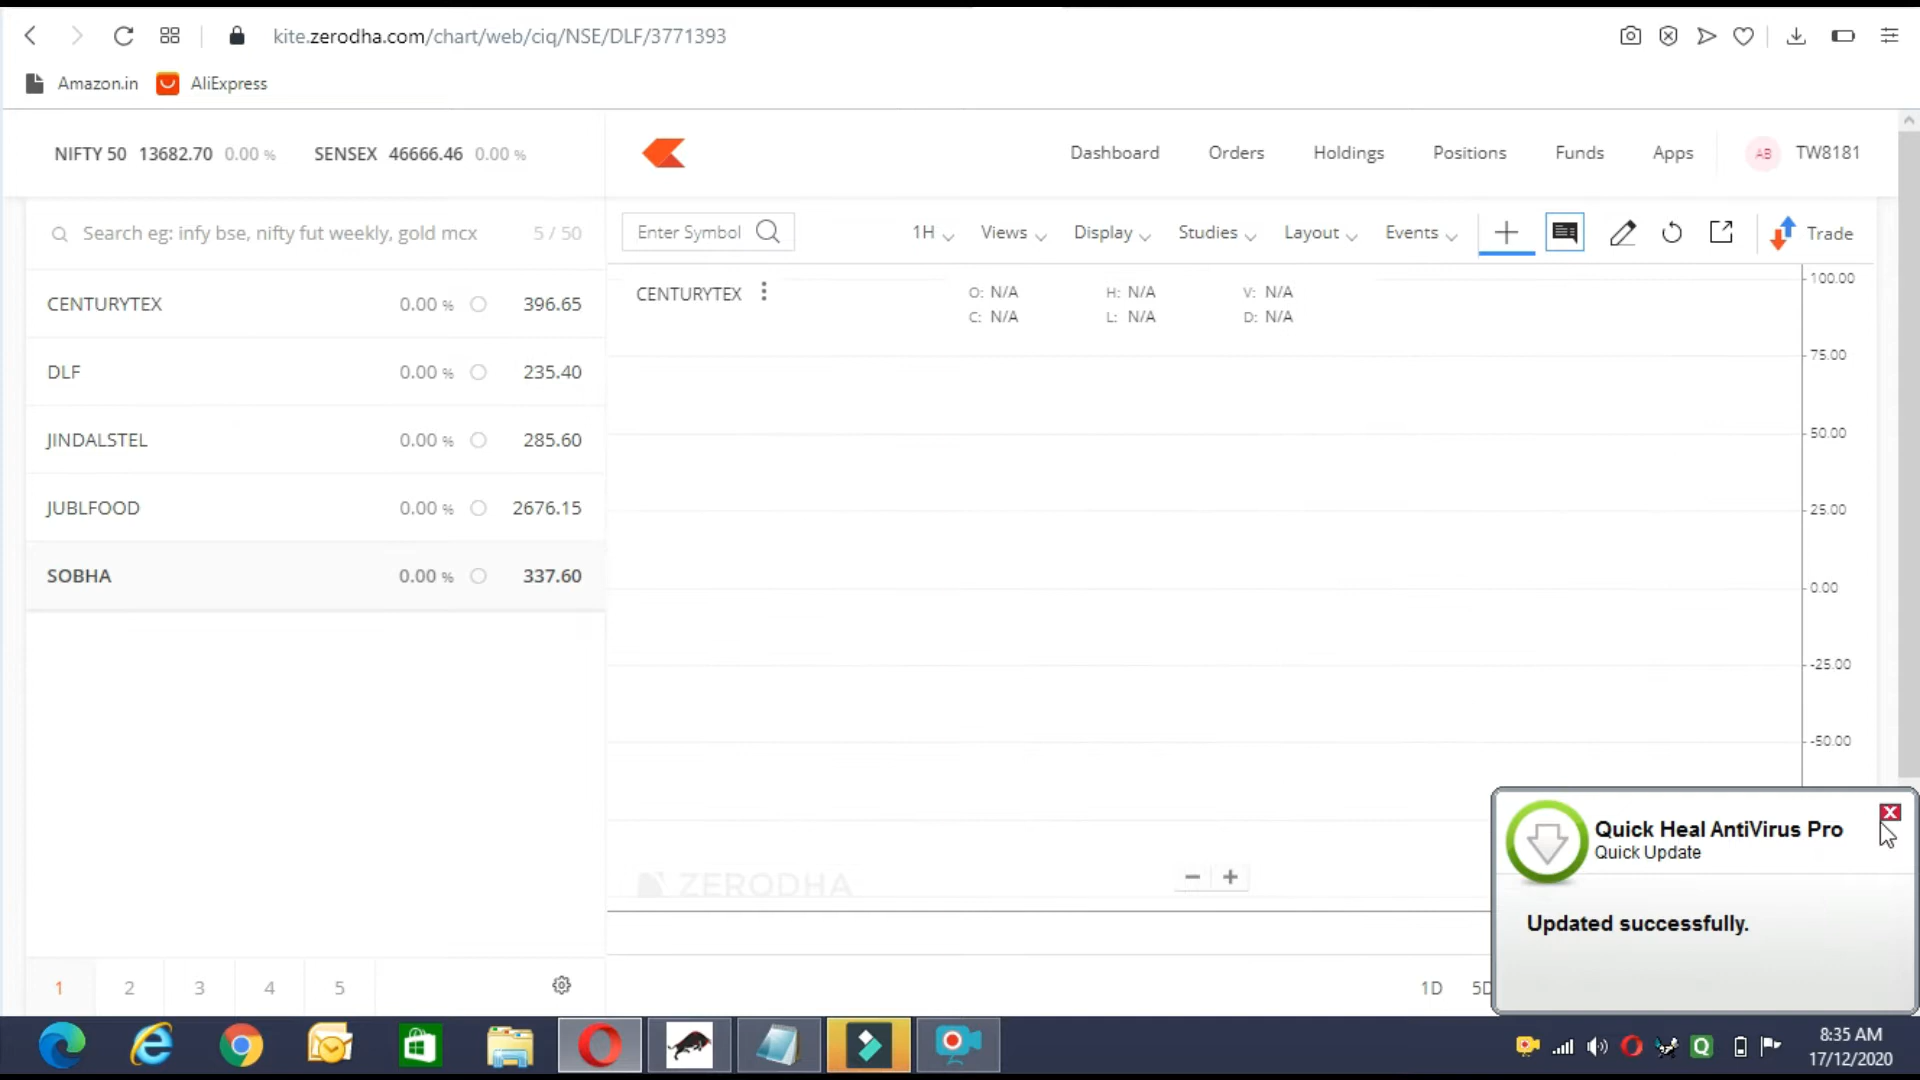 kite.zerodha.com/chart/web/ciq/NSE/DLF/3771393
Amazon.in AliExpress
NIFTY 50 13682.70 0.00 % SENSEX 46666.46 0.00 %
Dashboard Orders Holdings Positions Funds Apps AB TW8181
Search eg: infy bse, nifty fut weekly, gold mcx 5 / 50
Enter Symbol 1H Views Display Studies Layout Events Trade
CENTURYTEX 0.00 % 396.65
DLF 0.00 % 235.40
JINDALSTEL 0.00 % 285.60
JUBLFOOD 0.00 % 2676.15
SOBHA 0.00 % 337.60
CENTURYTEX
O: N/A H: N/A V: N/A
C: N/A L: N/A D: N/A
100.00
75.00
50.00
25.00
0.00
-25.00
-50.00
ZERODHA
Quick Heal AntiVirus Pro
Quick Update
Updated successfully.
1 2 3 4 5
1D 5D
8:35 AM
17/12/2020